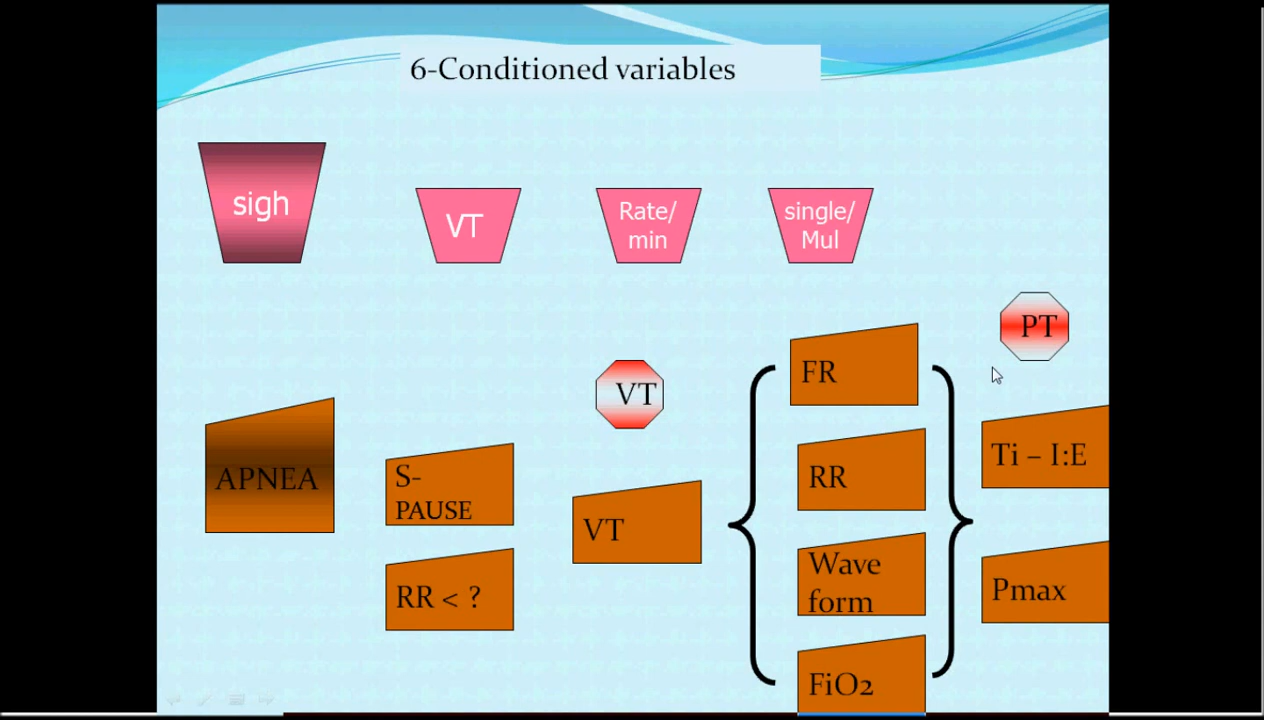 6-Conditioned variables
sigh
VT
Rate/
min
single/
Mul
PT
FR
VT
APNEA
S-
PAUSE
RR
Ti – I:E
VT
Wave
form
RR < ?
Pmax
FiO2